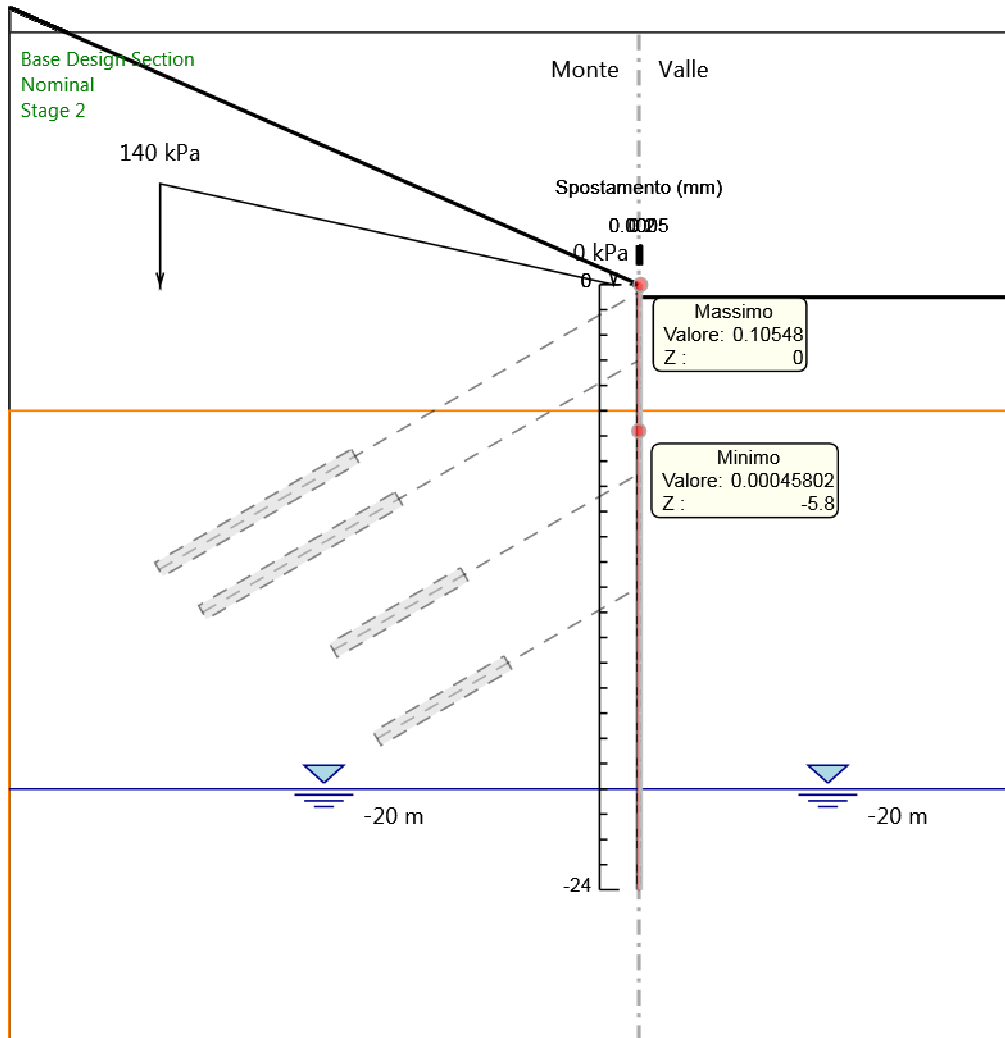 Base Design Section
Nominal
Stage 2
Monte
Valle
140 kPa
Spostamento (mm)
0 kPa
0
Massimo
Valore: 0.10548
Z : 0
Minimo
Valore: 0.00045802
Z : -5.8
-20 m
-20 m
-24